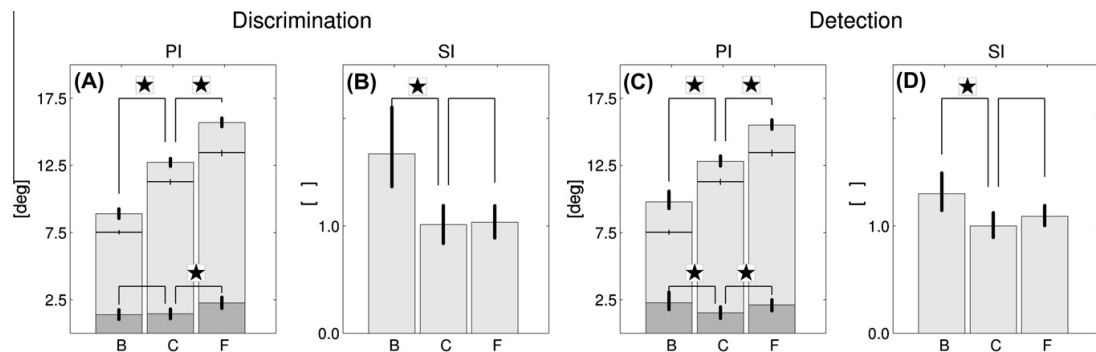 Discrimination
Detection
PI
SI
PI
SI
(A)
(B)
(C)
(D)
17.5
12.5
7.5
2.5
[deg]
B
C
F
1.0
0.0
[ ]
B
C
F
17.5
12.5
7.5
2.5
[deg]
B
C
F
1.0
0.0
[ ]
B
C
F